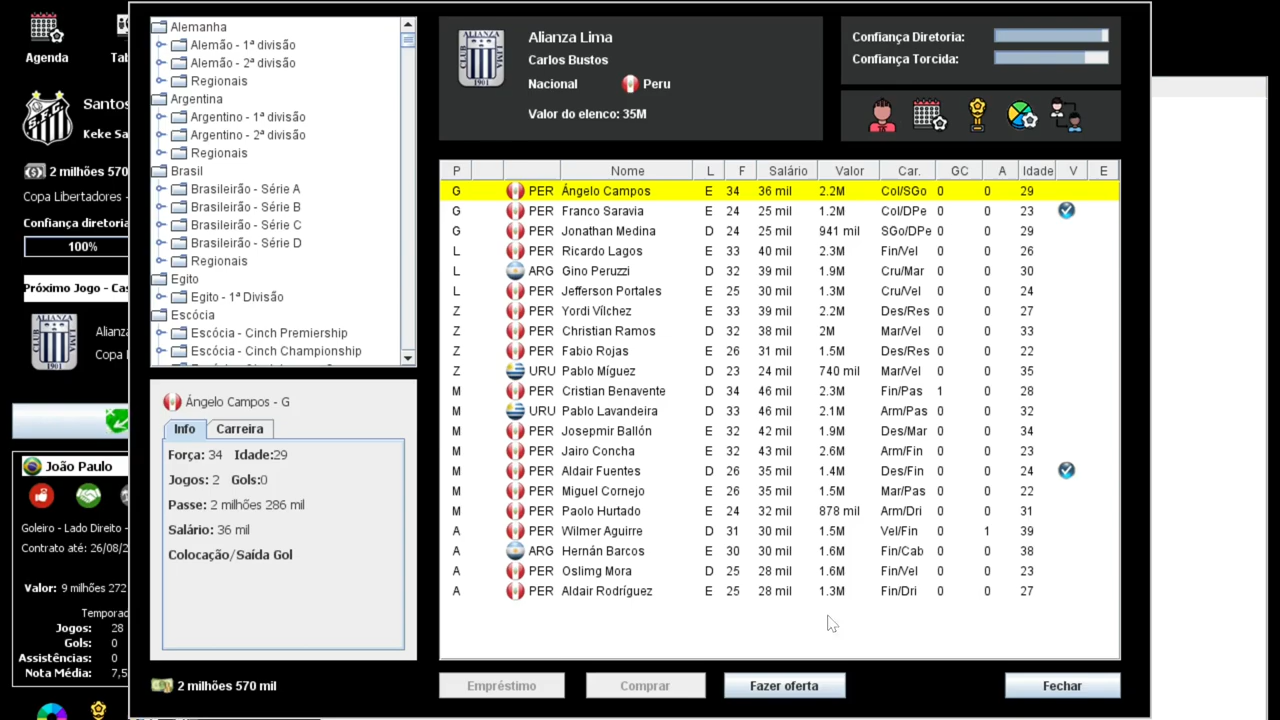 Agenda
Tab
Santos
Keke Sa
2 milhões 570
Copa Libertadores -
Confiança diretoria
100%
Próximo Jogo - Cas
Alianz
Copa
João Paulo
Goleiro - Lado Direito -
Contrato até: 26/08/2
Valor: 9 milhões 272
Temporad
Jogos: 28
Gols: 0
Assistências: 0
Nota Média: 7,5
Alemanha
Alemão - 1ª divisão
Alemão - 2ª divisão
Regionais
Argentina
Argentino - 1ª divisão
Argentino - 2ª divisão
Regionais
Brasil
Brasileirão - Série A
Brasileirão - Série B
Brasileirão - Série C
Brasileirão - Série D
Regionais
Egito
Egito - 1ª Divisão
Escócia
Escócia - Cinch Premiership
Escócia - Cinch Championship
Ángelo Campos - G
Info Carreira
Força: 34 Idade:29
Jogos: 2 Gols:0
Passe: 2 milhões 286 mil
Salário: 36 mil
Colocação/Saída Gol
2 milhões 570 mil
CLUB ALIANZA LIMA 1901
Alianza Lima
Carlos Bustos
Nacional Peru
Valor do elenco: 35M
Confiança Diretoria:
Confiança Torcida:
P Nome L F Salário Valor Car. GC A Idade V E
G PER Ángelo Campos E 34 36 mil 2.2M Col/SGo 0 0 29
G PER Franco Saravia E 24 25 mil 1.2M Col/DPe 0 0 23
G PER Jonathan Medina D 24 25 mil 941 mil SGo/DPe 0 0 29
L PER Ricardo Lagos E 33 40 mil 2.3M Fin/Vel 0 0 26
L ARG Gino Peruzzi D 32 39 mil 1.9M Cru/Mar 0 0 30
L PER Jefferson Portales E 25 30 mil 1.3M Cru/Vel 0 0 24
Z PER Yordi Vílchez E 33 39 mil 2.2M Des/Res 0 0 27
Z PER Christian Ramos D 32 38 mil 2M Mar/Vel 0 0 33
Z PER Fabio Rojas E 26 31 mil 1.5M Des/Res 0 0 22
Z URU Pablo Míguez D 23 24 mil 740 mil Mar/Vel 0 0 35
M PER Cristian Benavente D 34 46 mil 2.3M Fin/Pas 1 0 28
M URU Pablo Lavandeira D 33 46 mil 2.1M Arm/Pas 0 0 32
M PER Josepmir Ballón E 32 42 mil 1.9M Des/Mar 0 0 34
M PER Jairo Concha E 32 43 mil 2.6M Arm/Fin 0 0 23
M PER Aldair Fuentes D 26 35 mil 1.4M Des/Fin 0 0 24
M PER Miguel Cornejo E 26 35 mil 1.5M Mar/Pas 0 0 22
M PER Paolo Hurtado E 24 32 mil 878 mil Arm/Dri 0 0 31
A PER Wilmer Aguirre D 31 30 mil 1.5M Vel/Fin 0 1 39
A ARG Hernán Barcos E 30 30 mil 1.6M Fin/Cab 0 0 38
A PER Oslimg Mora D 25 28 mil 1.6M Fin/Vel 0 0 23
A PER Aldair Rodríguez E 25 28 mil 1.3M Fin/Dri 0 0 27
Empréstimo Comprar Fazer oferta Fechar